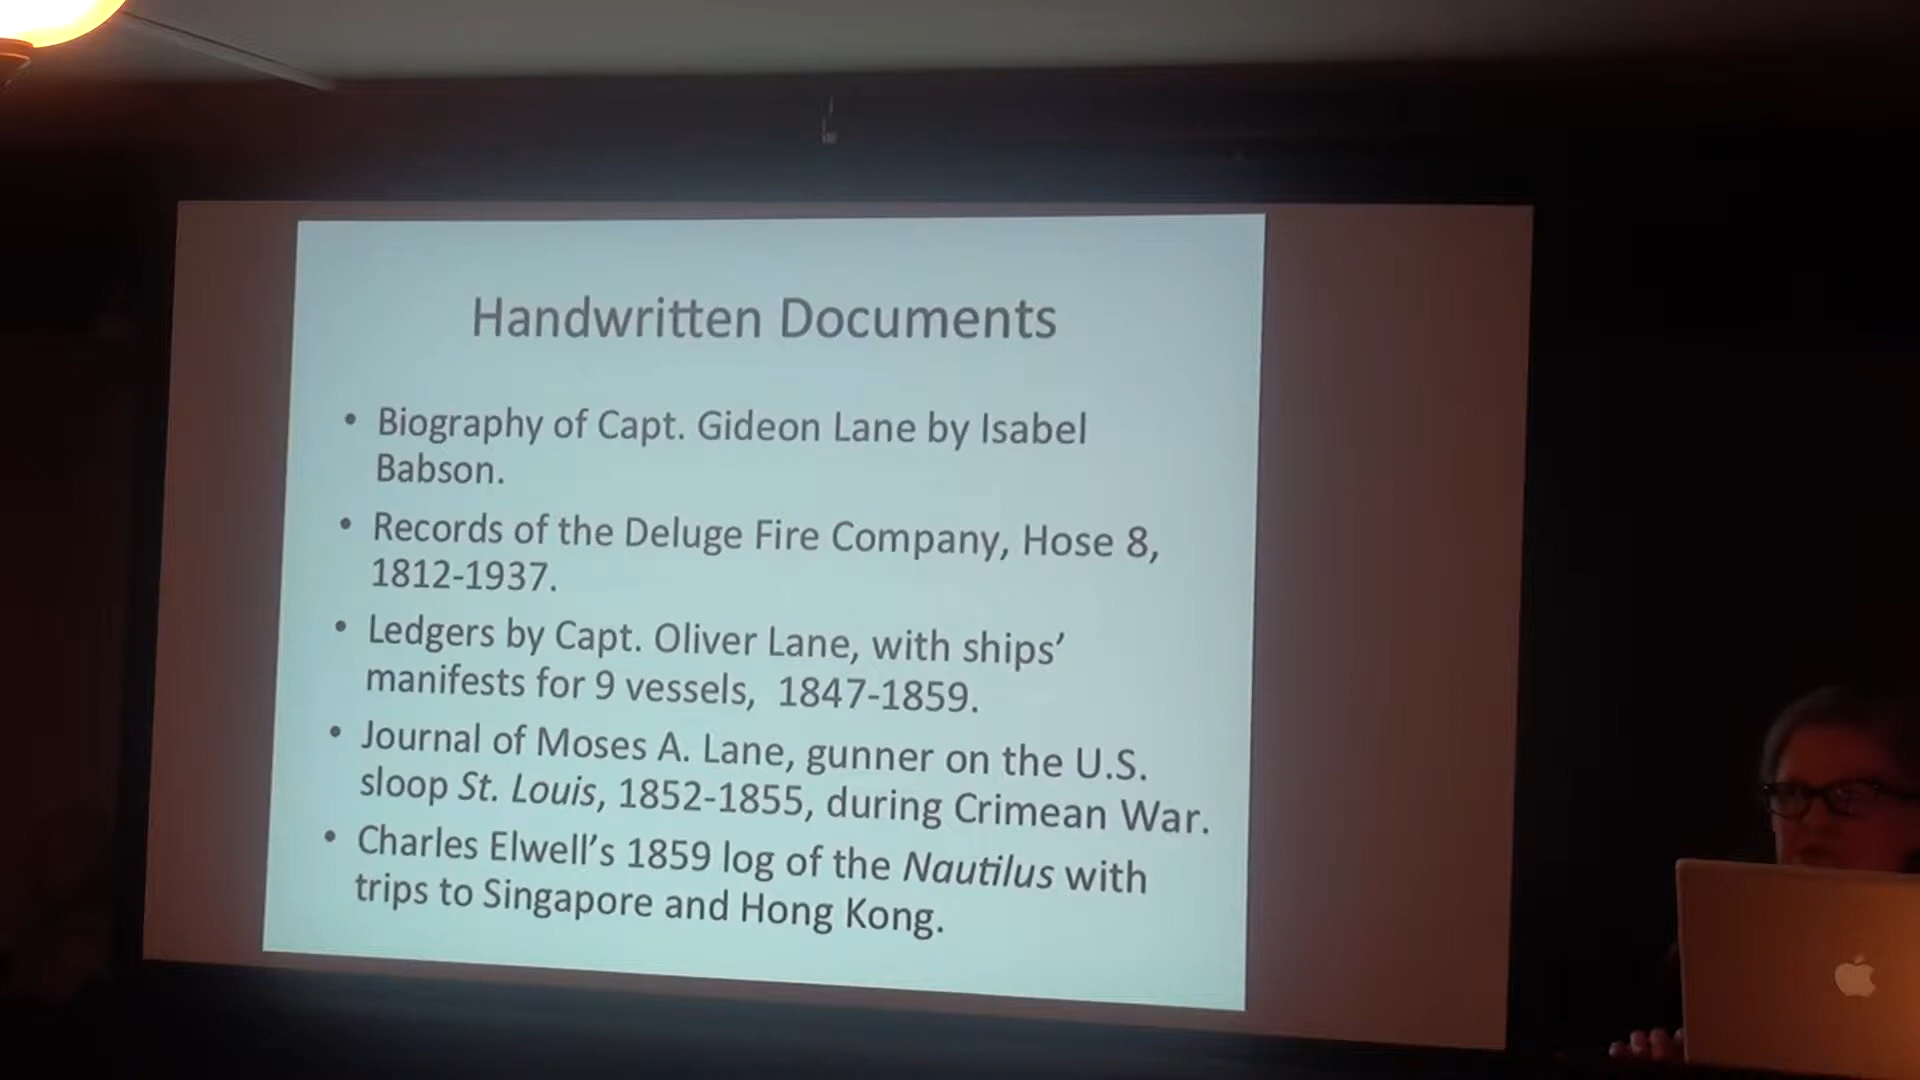 Handwritten Documents
• Biography of Capt. Gideon Lane by Isabel
Babson.
• Records of the Deluge Fire Company, Hose 8,
1812-1937.
• Ledgers by Capt. Oliver Lane, with ships’
manifests for 9 vessels,  1847-1859.
• Journal of Moses A. Lane, gunner on the U.S.
sloop St. Louis, 1852-1855, during Crimean War.
• Charles Elwell’s 1859 log of the Nautilus with
trips to Singapore and Hong Kong.